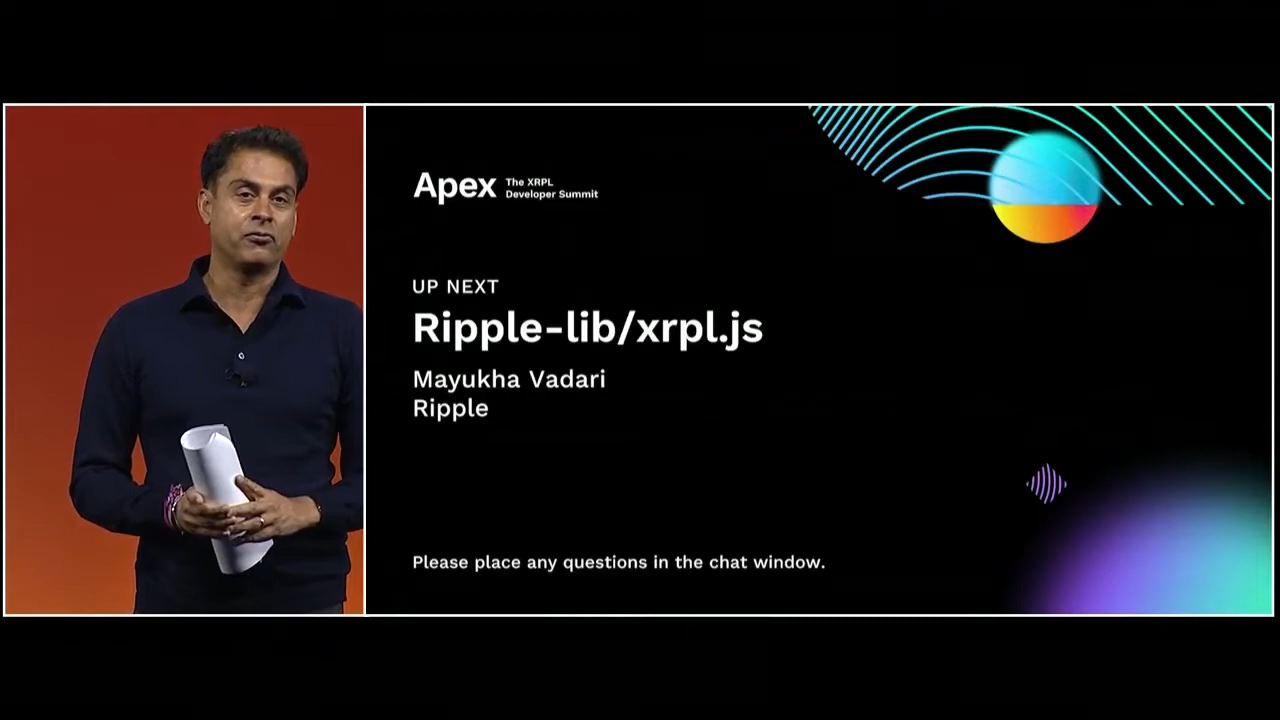 Apex
The XRPL
Developer Summit
UP NEXT
Ripple-lib/xrpl.js
Mayukha Vadari
Ripple
Please place any questions in the chat window.